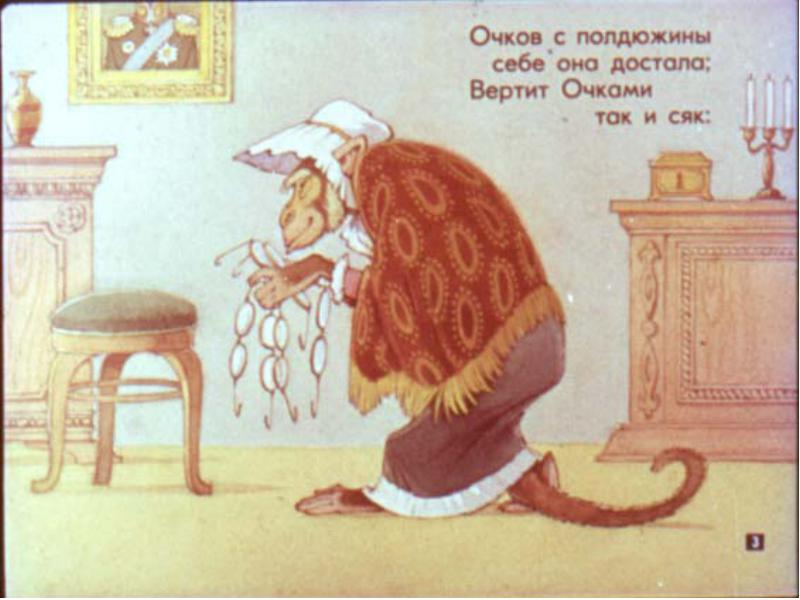 Очков с полдюжины
себе она достала;
Вертит Очками
так и сяк:
3